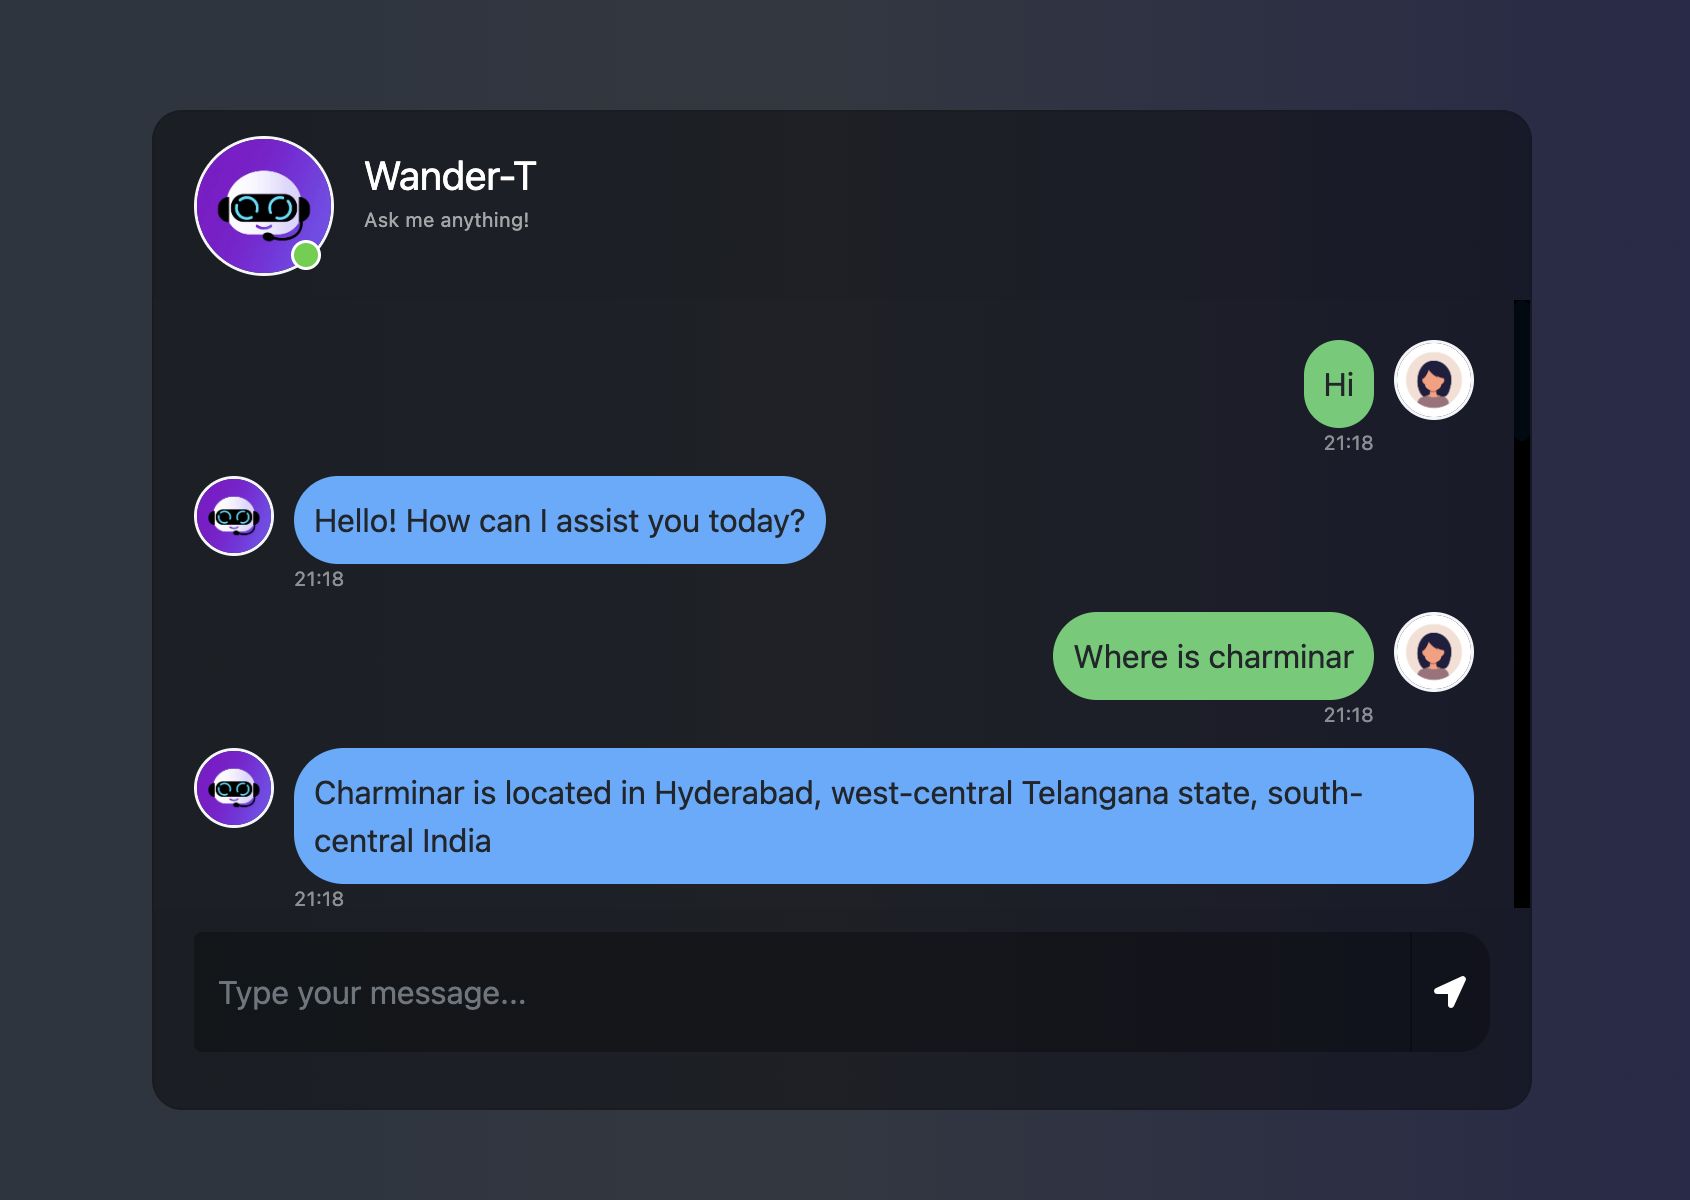 Wander-T
Ask me anything!
Hi
21:18
Hello! How can I assist you today?
21:18
Where is charminar
21:18
Charminar is located in Hyderabad, west-central Telangana state, south-
central India
21:18
Type your message...